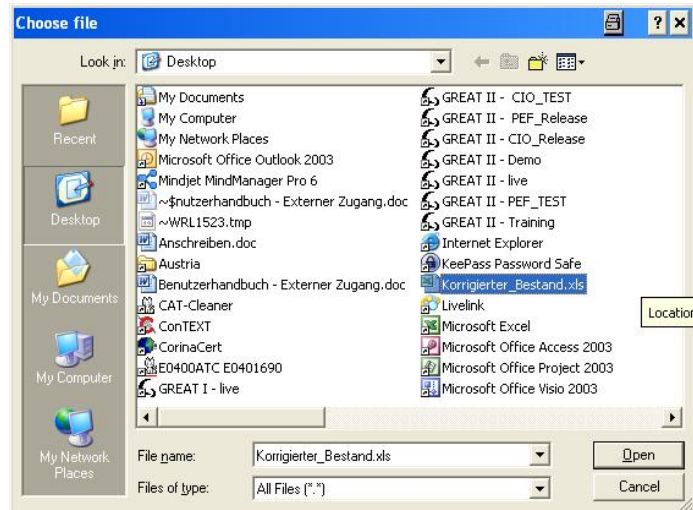 Choose file
Look in: Desktop
Recent
Desktop
My Documents
My Computer
My Network
Places
My Documents
My Computer
My Network Places
Microsoft Office Outlook 2003
Mindjet MindManager Pro 6
~$nutzerhandbuch - Externer Zugang.doc
~WRL1523.tmp
Anschreiben.doc
Austria
Benutzerhandbuch - Externer Zugang.doc
CAT-Cleaner
ConTEXT
CorinaCert
E0400ATC E0401690
GREAT I - live
GREAT II - CIO_TEST
GREAT II - PEF_Release
GREAT II - CIO_Release
GREAT II - Demo
GREAT II - live
GREAT II - PEF_TEST
GREAT II - Training
Internet Explorer
KeePass Password Safe
Korrigierter_Bestand.xls
Livelink
Microsoft Excel
Microsoft Office Access 2003
Microsoft Office Project 2003
Microsoft Office Visio 2003
Locatio
File name: Korrigierter_Bestand.xls Open
Files of type: All Files (*.*) Cancel